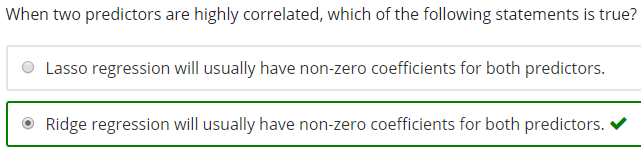 When two predictors are highly correlated, which of the following statements is true?
Lasso regression will usually have non-zero coefficients for both predictors.
Ridge regression will usually have non-zero coefficients for both predictors.